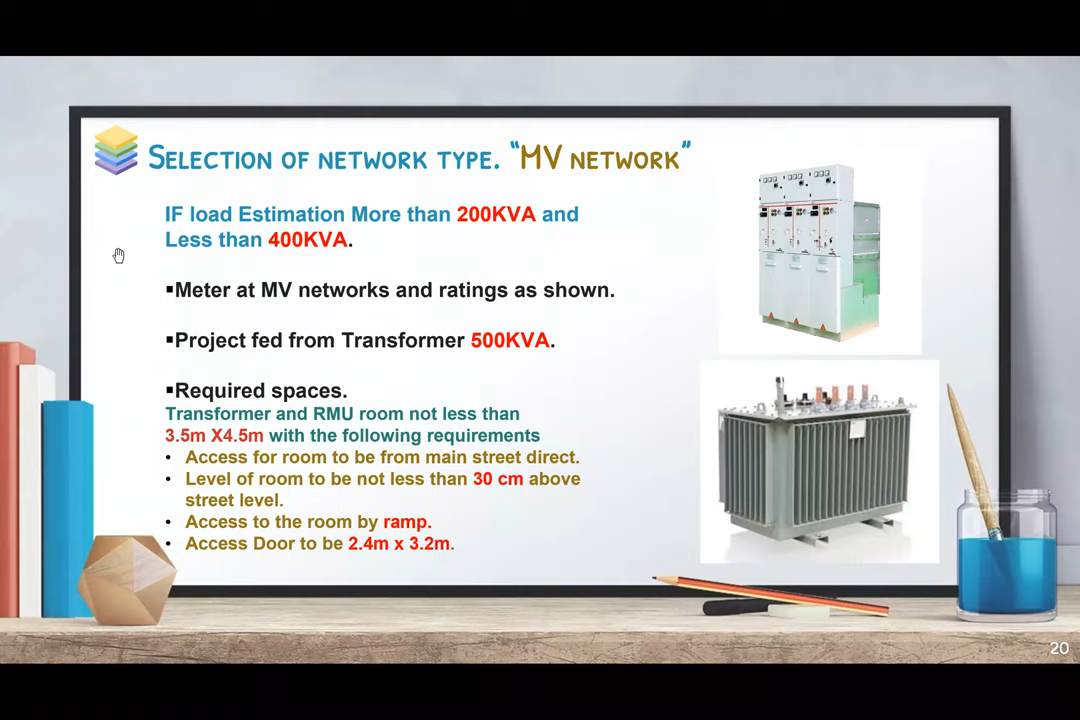 SELECTION OF NETWORK TYPE. "MV NETWORK"
IF load Estimation More than 200KVA and
Less than 400KVA.
▪Meter at MV networks and ratings as shown.
▪Project fed from Transformer 500KVA.
▪Required spaces.
Transformer and RMU room not less than
3.5m X4.5m with the following requirements
• Access for room to be from main street direct.
• Level of room to be not less than 30 cm above
street level.
• Access to the room by ramp.
• Access Door to be 2.4m x 3.2m.
20